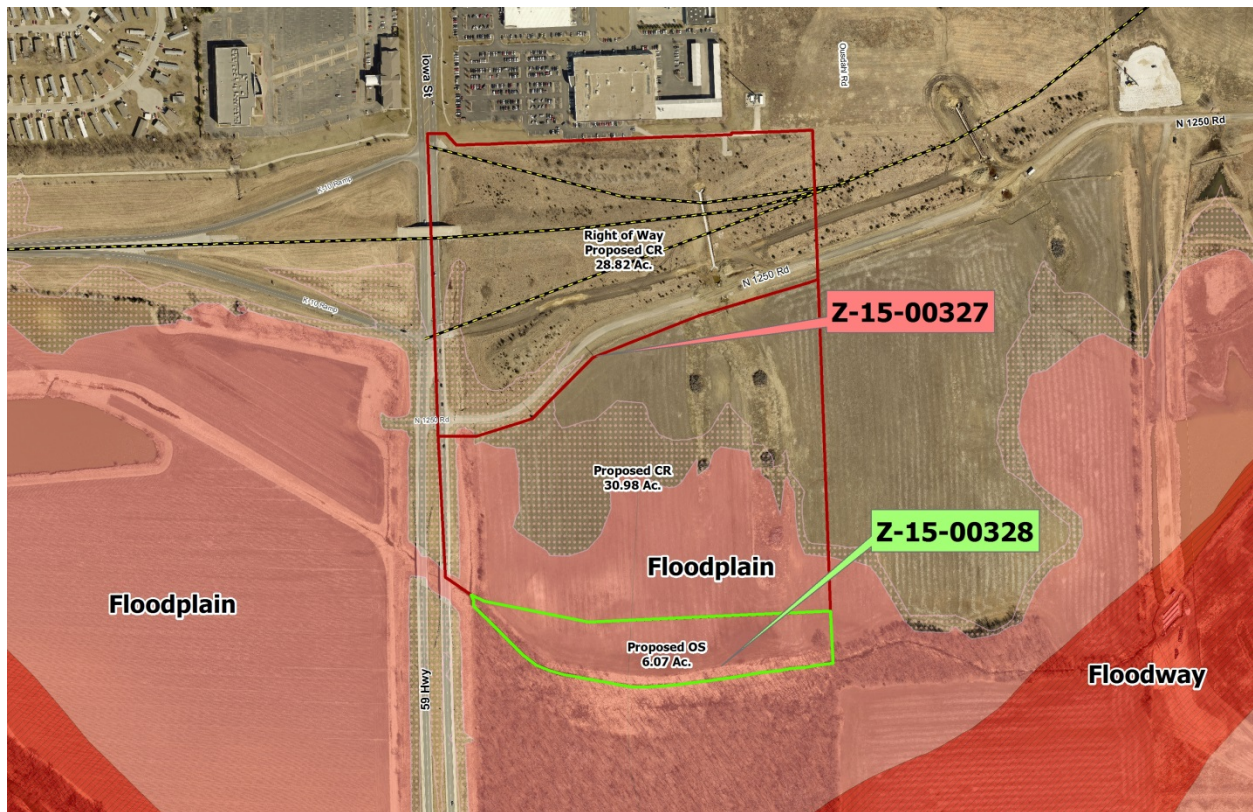 Iowa St
Ousdahl Rd
N 1250 Rd
K-10 Ramp
Right of Way
Proposed CR
28.82 Ac.
N 1250 Rd
K-10 Ramp
Z-15-00327
N 1250 Rd
Proposed CR
30.98 Ac.
Z-15-00328
Floodplain
Floodplain
Proposed OS
6.07 Ac.
Floodway
59 Hwy